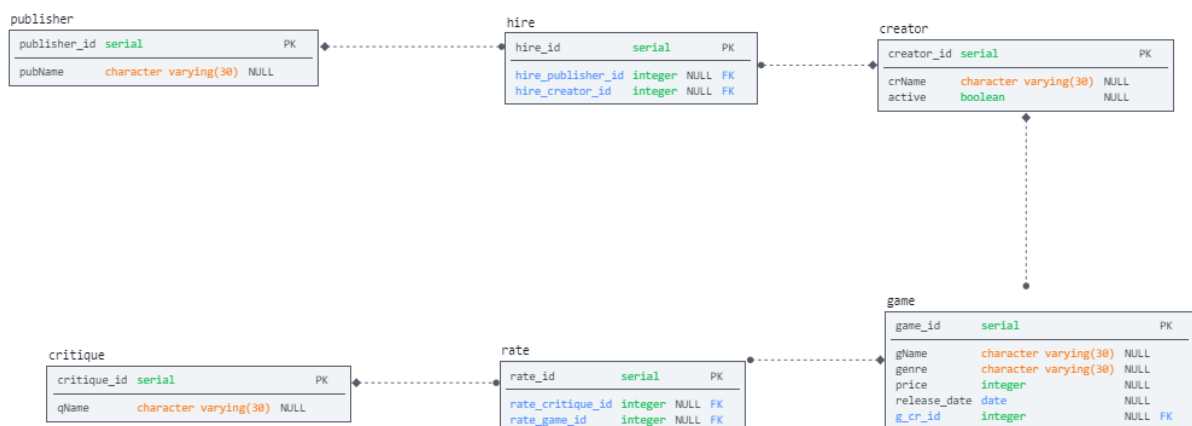 publisher
publisher_id serial PK
pubName character varying(30) NULL
hire
hire_id serial PK
hire_publisher_id integer NULL FK
hire_creator_id integer NULL FK
creator
creator_id serial PK
crName character varying(30) NULL
active boolean NULL
critique
critique_id serial PK
qName character varying(30) NULL
rate
rate_id serial PK
rate_critique_id integer NULL FK
rate_game_id integer NULL FK
game
game_id serial PK
gName character varying(30) NULL
genre character varying(30) NULL
price integer NULL
release_date date NULL
g_cr_id integer NULL FK